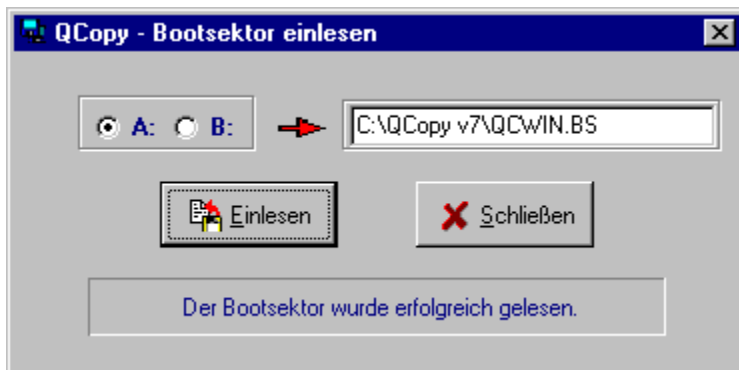 QCopy - Bootsektor einlesen
A: B: C:\QCopy v7\QCWIN.BS
Einlesen Schließen
Der Bootsektor wurde erfolgreich gelesen.